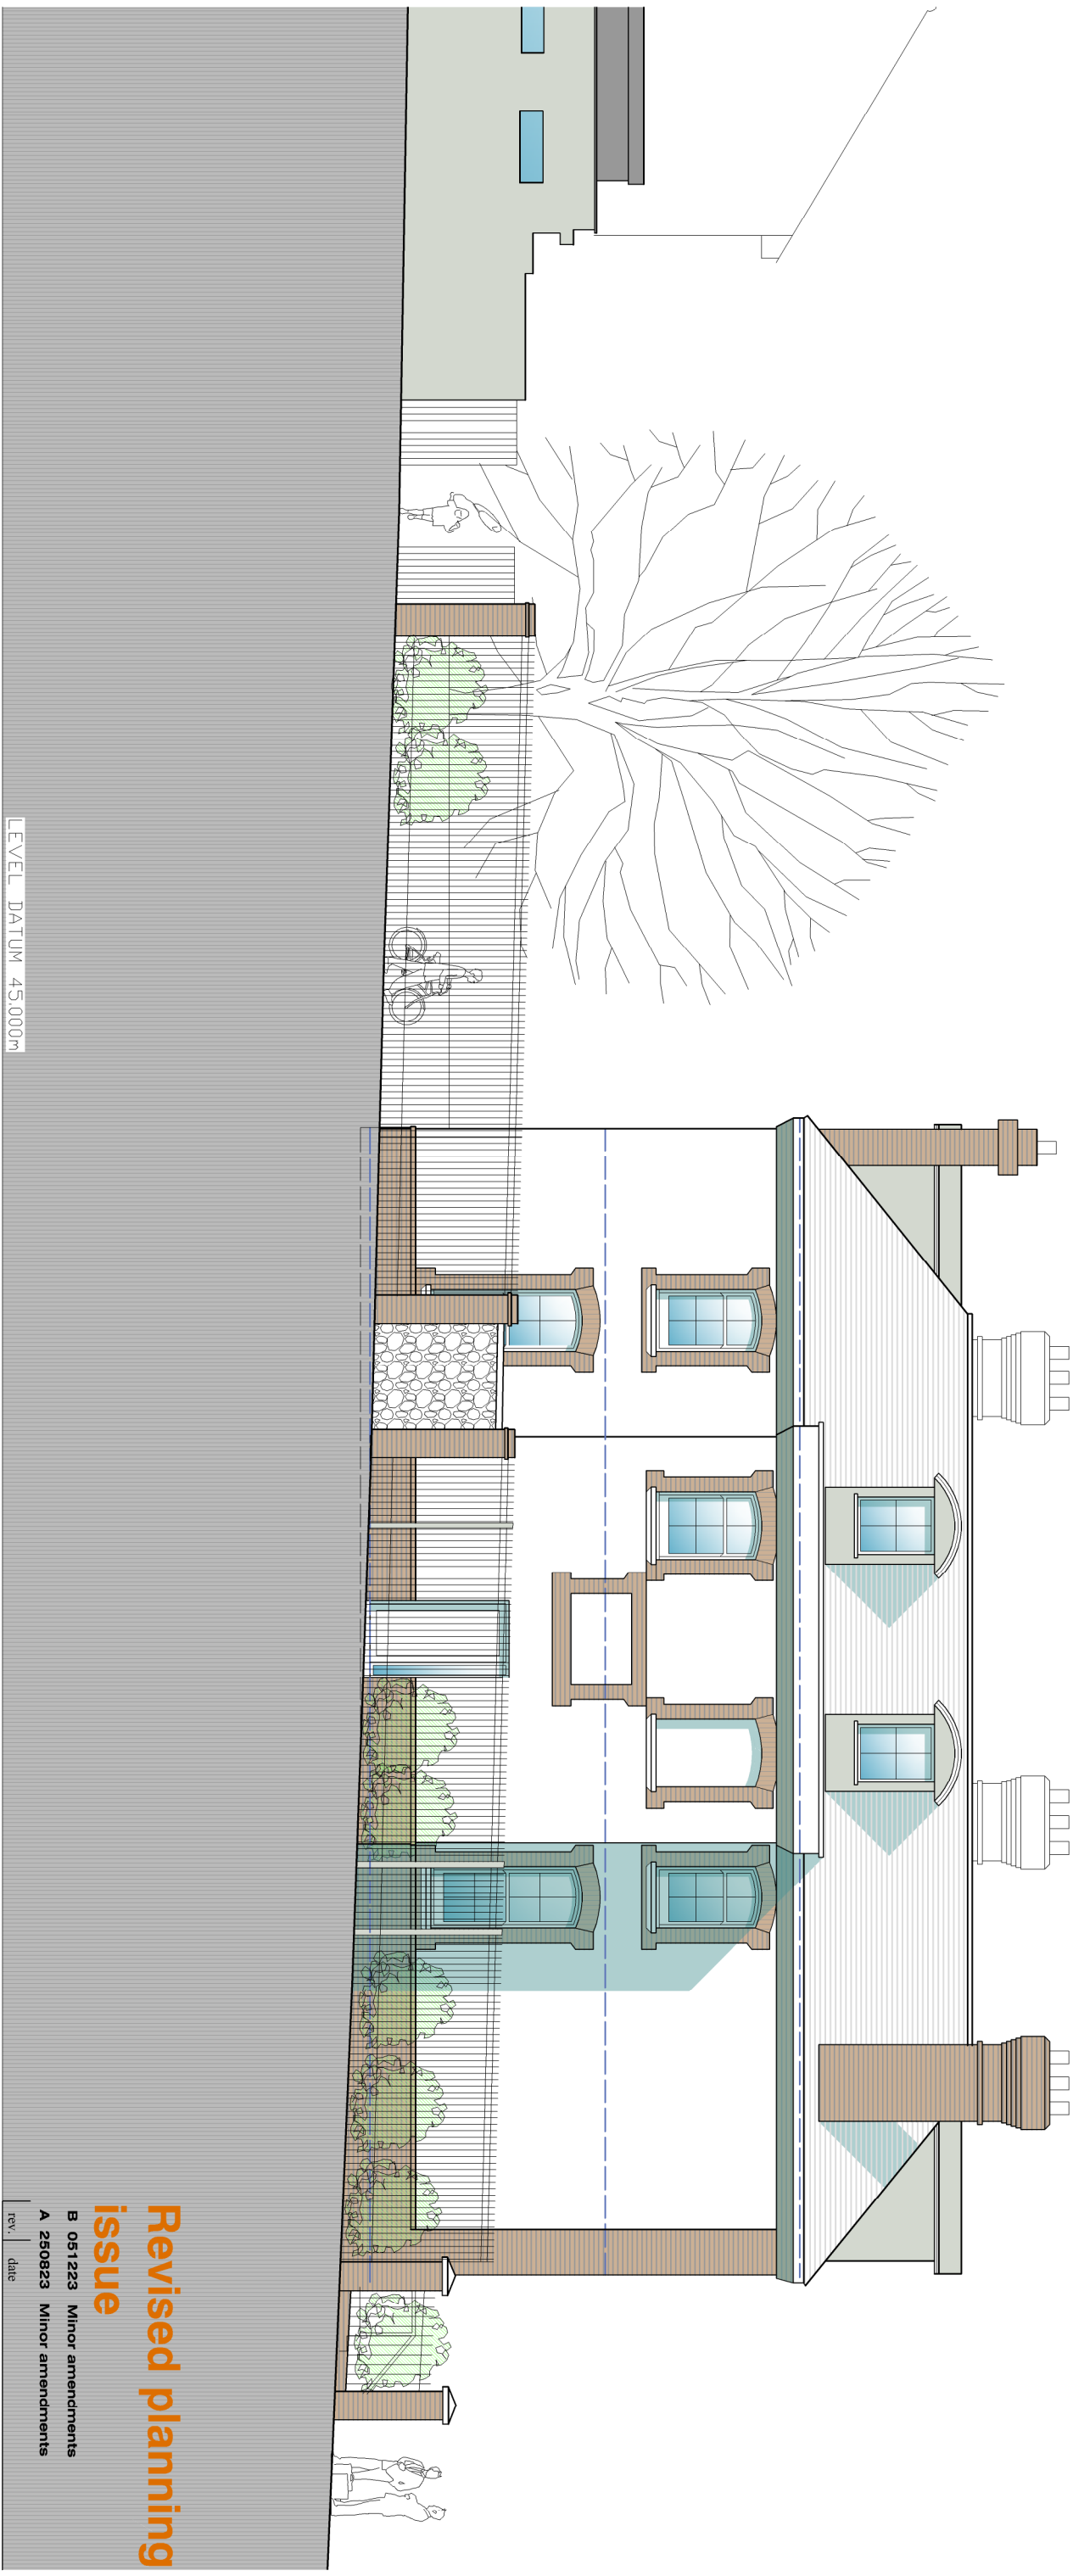 LEVEL DATUM 45.000m
Revised planning
issue
B 051223 Minor amendments
A 250823 Minor amendments
rev. date